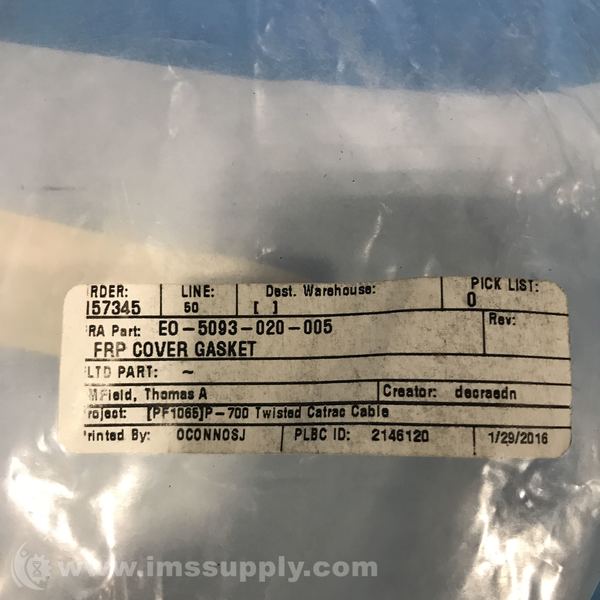 RDER: LINE: Dest. Warehouse: PICK LIST:
157345 50 [ ] 0
RA Part: EO-5093-020-005 Rev:
FRP COVER GASKET
LTD PART: ~
Field, Thomas A Creator: decraedn
roject: [PF1066]P-700 Twisted Catrac Cable
rinted By: OCONNOSJ PLBC ID: 2146120 1/29/2016
© www.imssupply.com